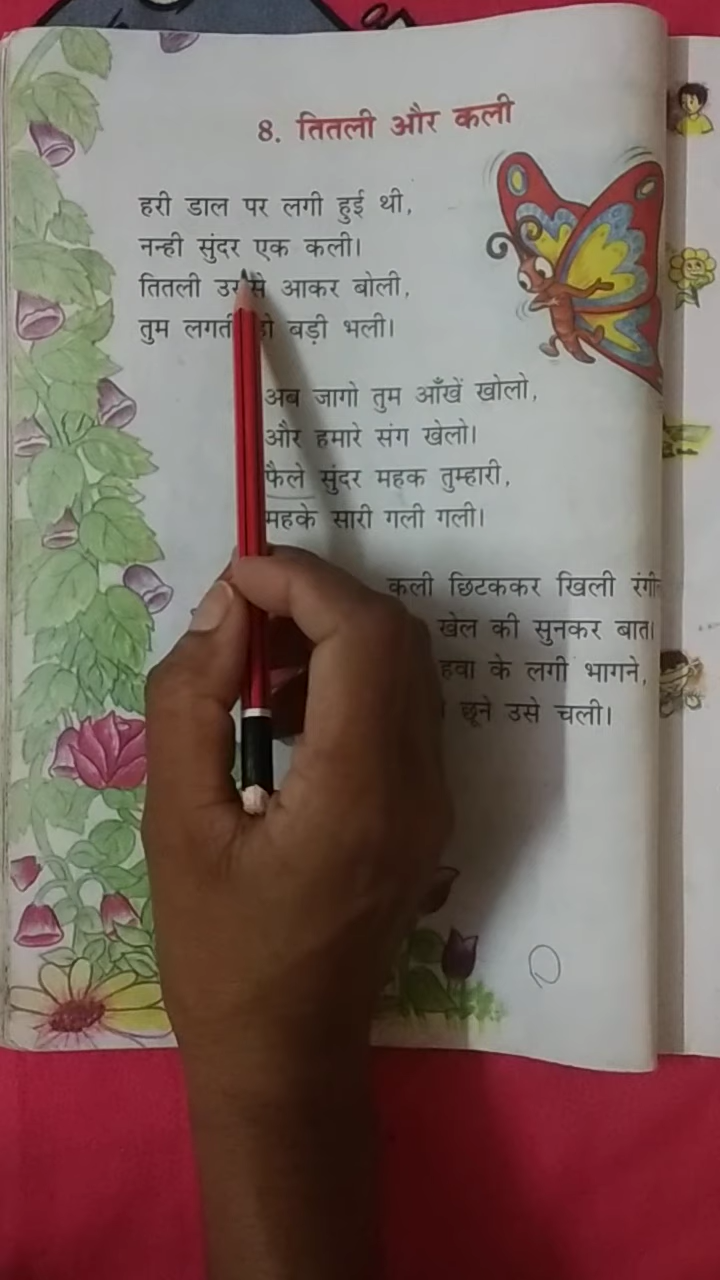 8. तितली और कली
हरी डाल पर लगी हुई थी,
नन्ही सुंदर एक कली।
तितली उससे आकर बोली,
तुम लगती हो बड़ी भली।
अब जागो तुम आँखें खोलो,
और हमारे संग खेलो।
फैले सुंदर महक तुम्हारी,
महके सारी गली गली।
कली छिटककर खिली
खेल की सुनकर बात।
हवा के लगी भागने,
छूने उसे चली।